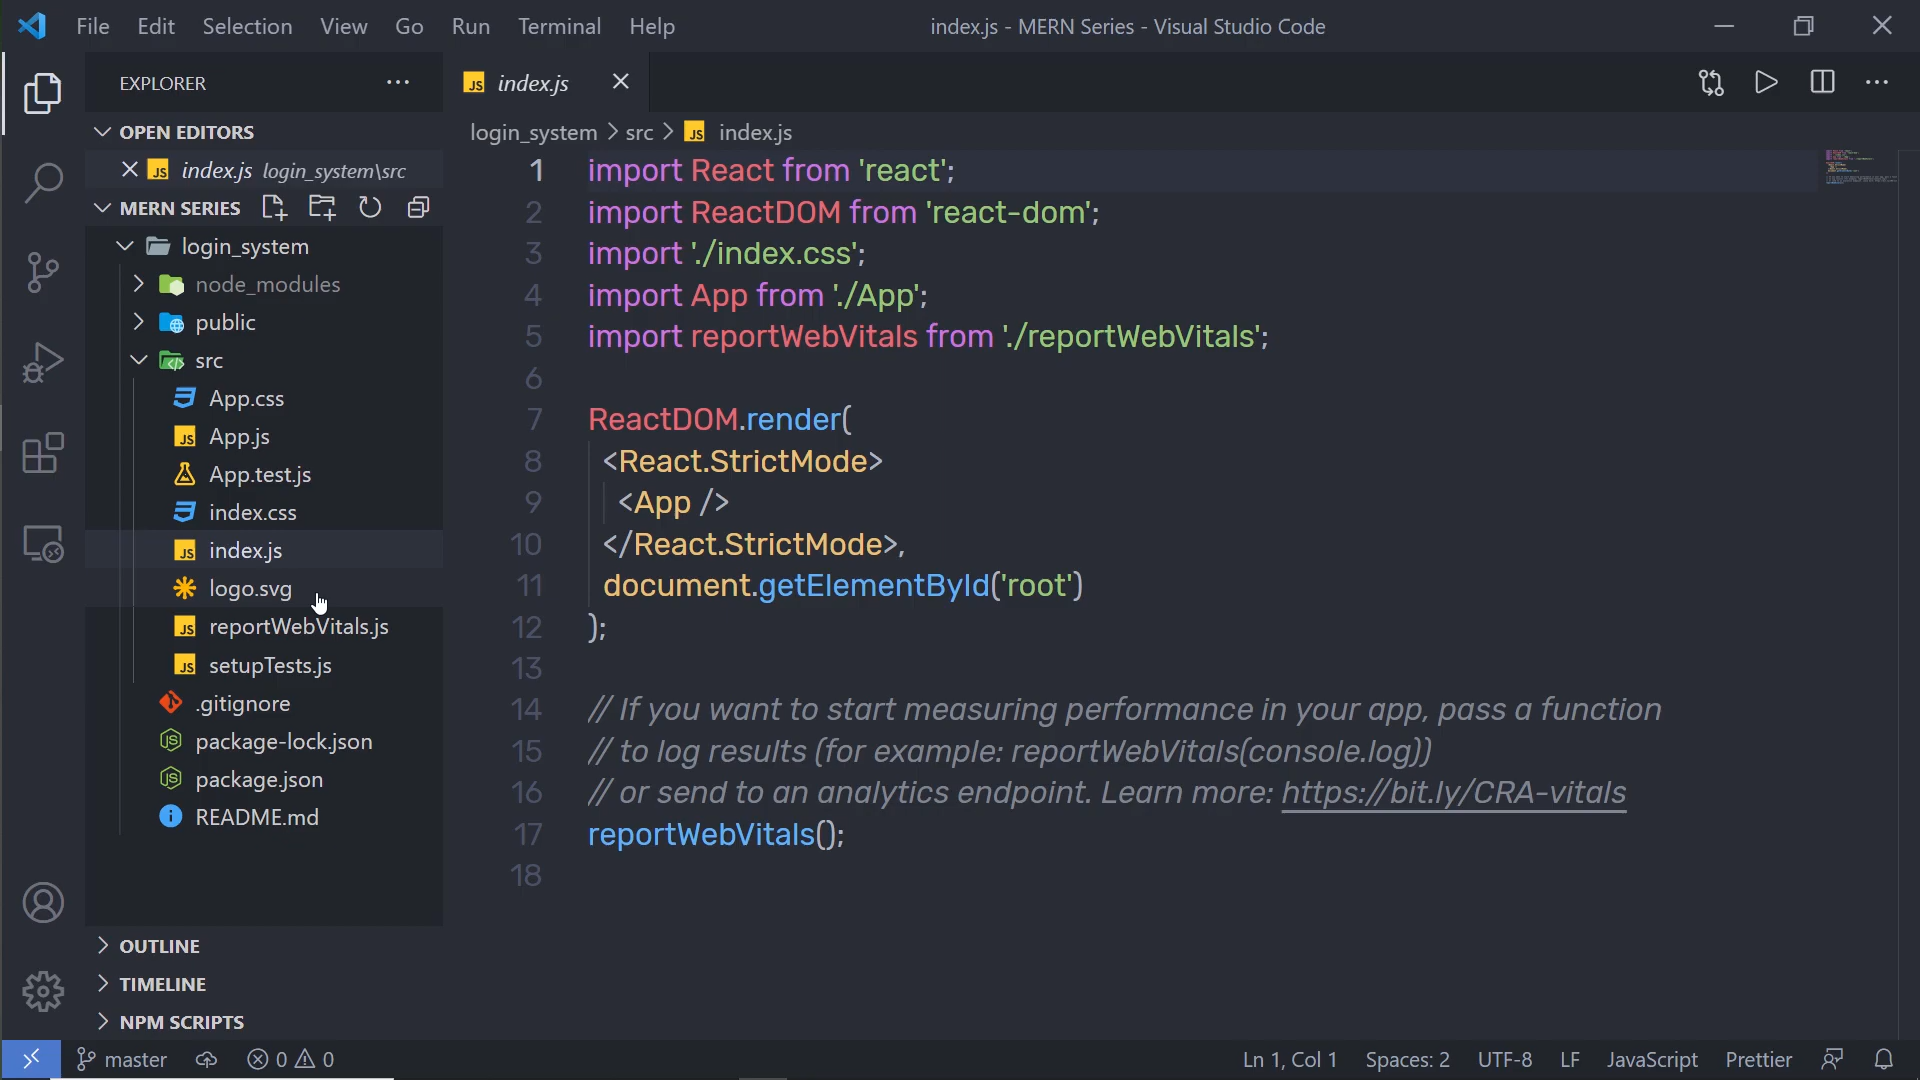 File Edit Selection View Go Run Terminal Help
index.js - MERN Series - Visual Studio Code
EXPLORER
OPEN EDITORS
JS index.js login_system\src
MERN SERIES
login_system
node_modules
public
src
App.css
JS App.js
App.test.js
index.css
JS index.js
logo.svg
JS reportWebVitals.js
JS setupTests.js
.gitignore
package-lock.json
package.json
README.md
OUTLINE
TIMELINE
NPM SCRIPTS
JS index.js
login_system > src > JS index.js
1 import React from 'react';
2 import ReactDOM from 'react-dom';
3 import './index.css';
4 import App from './App';
5 import reportWebVitals from './reportWebVitals';
6
7 ReactDOM.render(
8 <React.StrictMode>
9 <App />
10 </React.StrictMode>,
11 document.getElementById('root')
12 );
13
14 // If you want to start measuring performance in your app, pass a function
15 // to log results (for example: reportWebVitals(console.log))
16 // or send to an analytics endpoint. Learn more: https://bit.ly/CRA-vitals
17 reportWebVitals();
18
master 0 0
Ln 1, Col 1 Spaces: 2 UTF-8 LF JavaScript Prettier